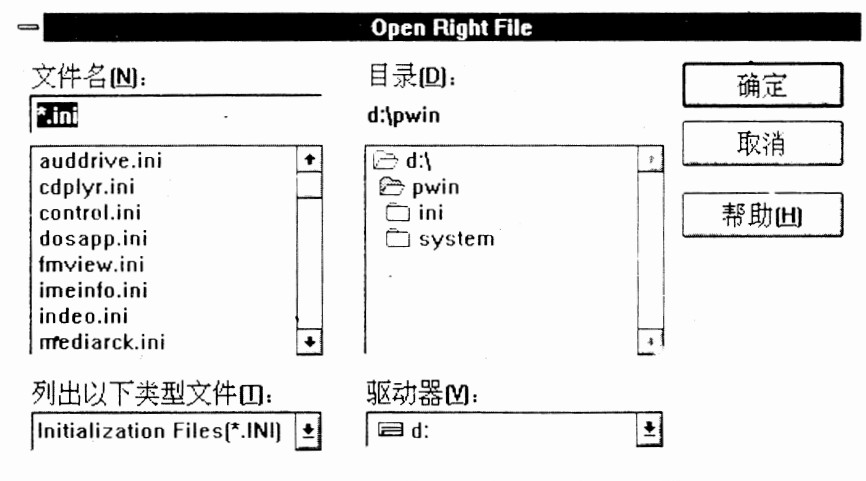 Open Right File
文件名(N):
*.ini
auddrive.ini
cdplyr.ini
control.ini
dosapp.ini
fmview.ini
imeinfo.ini
indeo.ini
mediarck.ini
列出以下类型文件(T):
Initialization Files(*.INI)
目录(D):
d:\pwin
d:\
pwin
ini
system
驱动器(V):
d:
确定
取消
帮助(H)